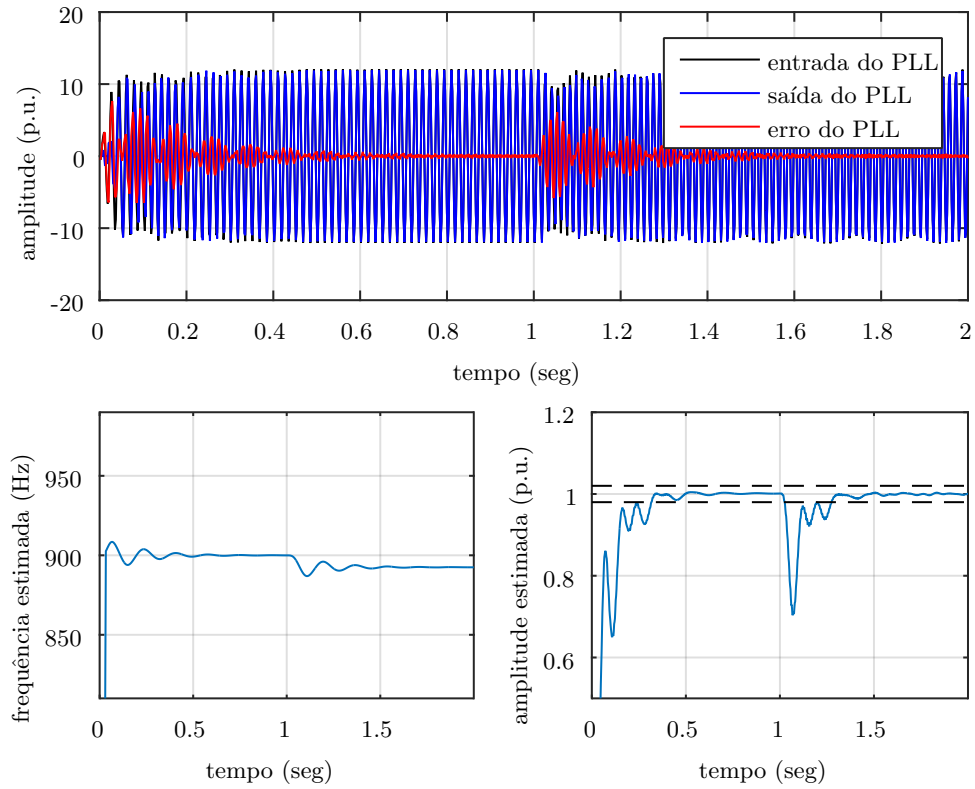 20
10
0
-10
-20
amplitude (p.u.)
entrada do PLL
saída do PLL
erro do PLL
0 0.2 0.4 0.6 0.8 1 1.2 1.4 1.6 1.8 2
tempo (seg)
950
900
850
frequência estimada (Hz)
0 0.5 1 1.5
tempo (seg)
1.2
1
0.8
0.6
amplitude estimada (p.u.)
0 0.5 1 1.5
tempo (seg)